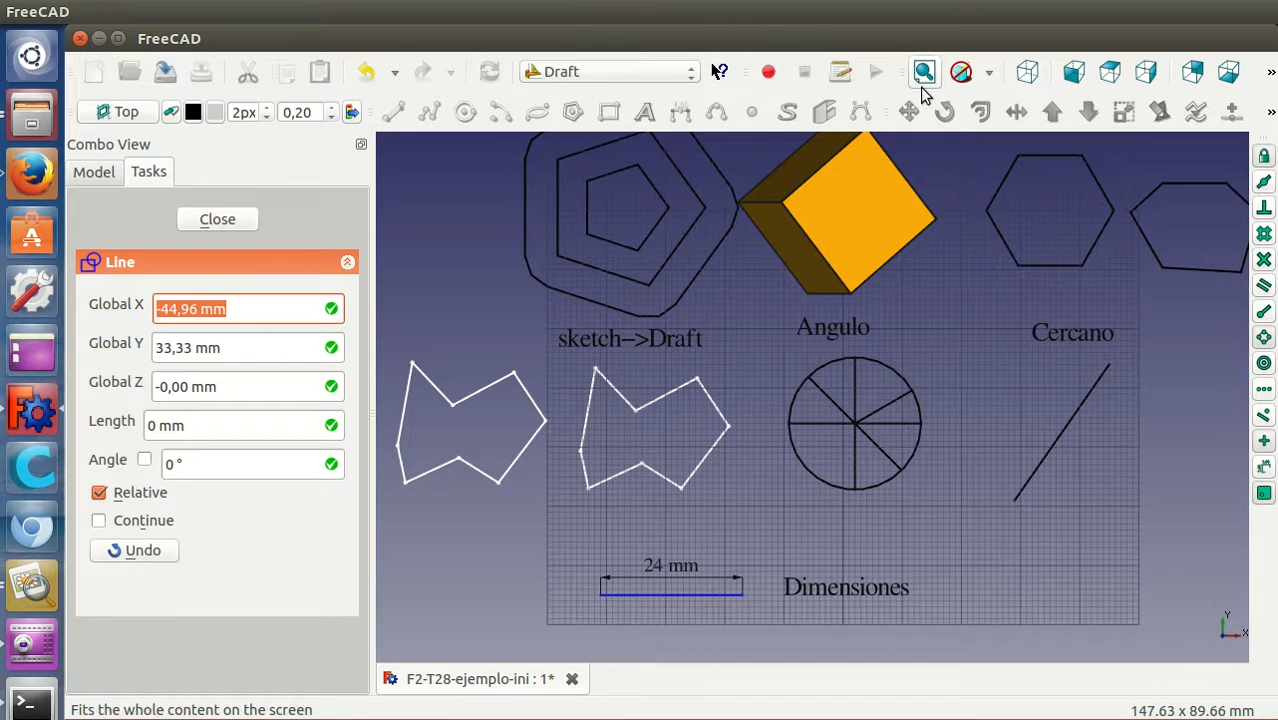 FreeCAD
FreeCAD
Draft
Top
2px
0,20
»
»
Combo View
Model
Tasks
Close
Line
Global X
-44,96 mm
Global Y
33,33 mm
Global Z
-0,00 mm
Length
0 mm
Angle
0 °
Relative
Continue
Undo
sketch->Draft
Angulo
Cercano
24 mm
Dimensiones
Y
X
F2-T28-ejemplo-ini : 1*
Fits the whole content on the screen
147.63 x 89.66 mm